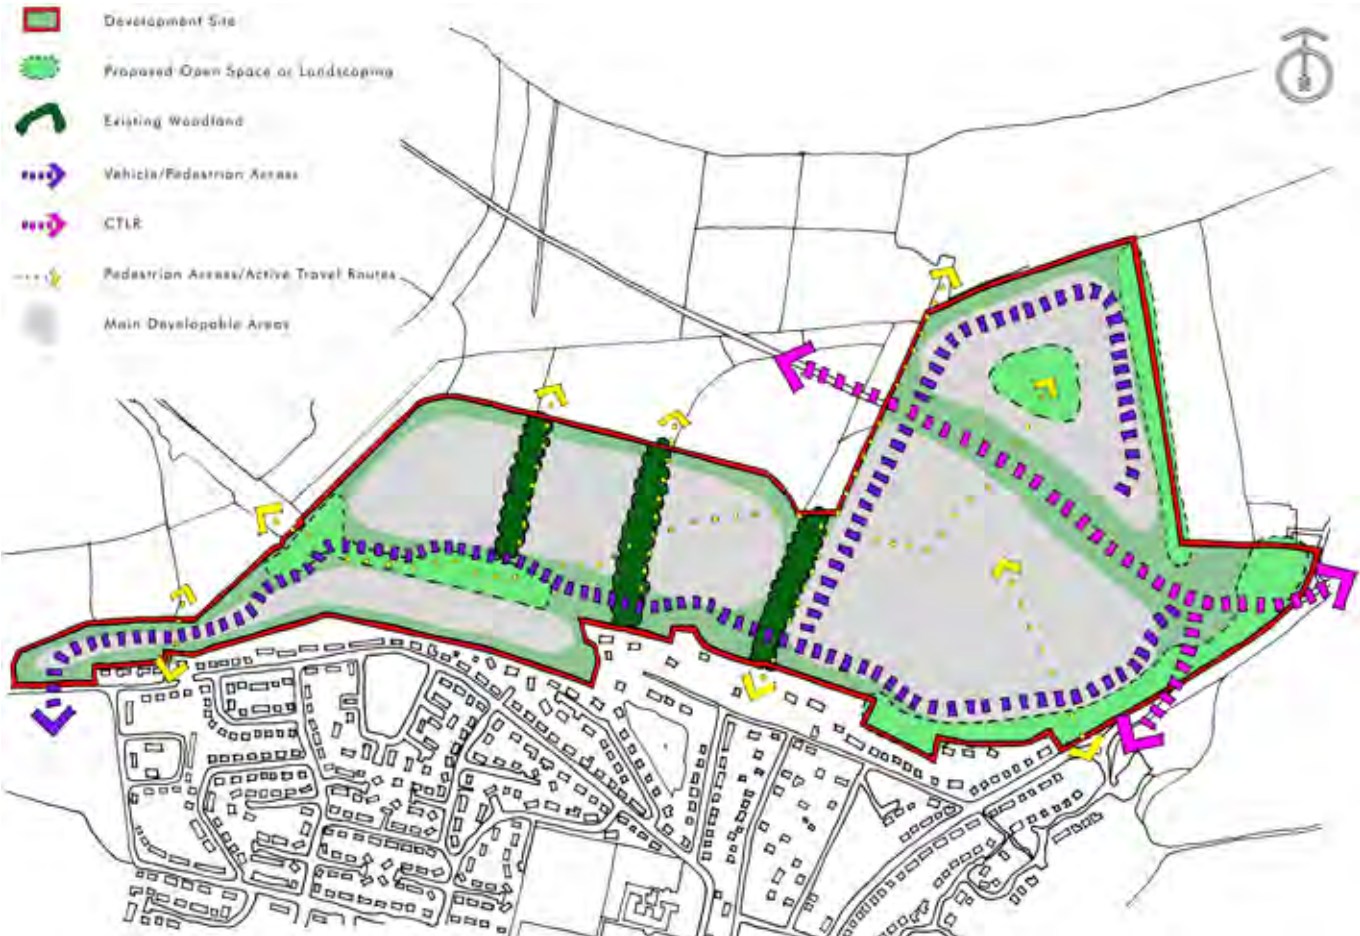 Development Site
Proposed Open Space or Landscaping
Existing Woodland
Vehicle/Pedestrian Access
CTLR
Pedestrian Access/Active Travel Routes
Main Developable Areas